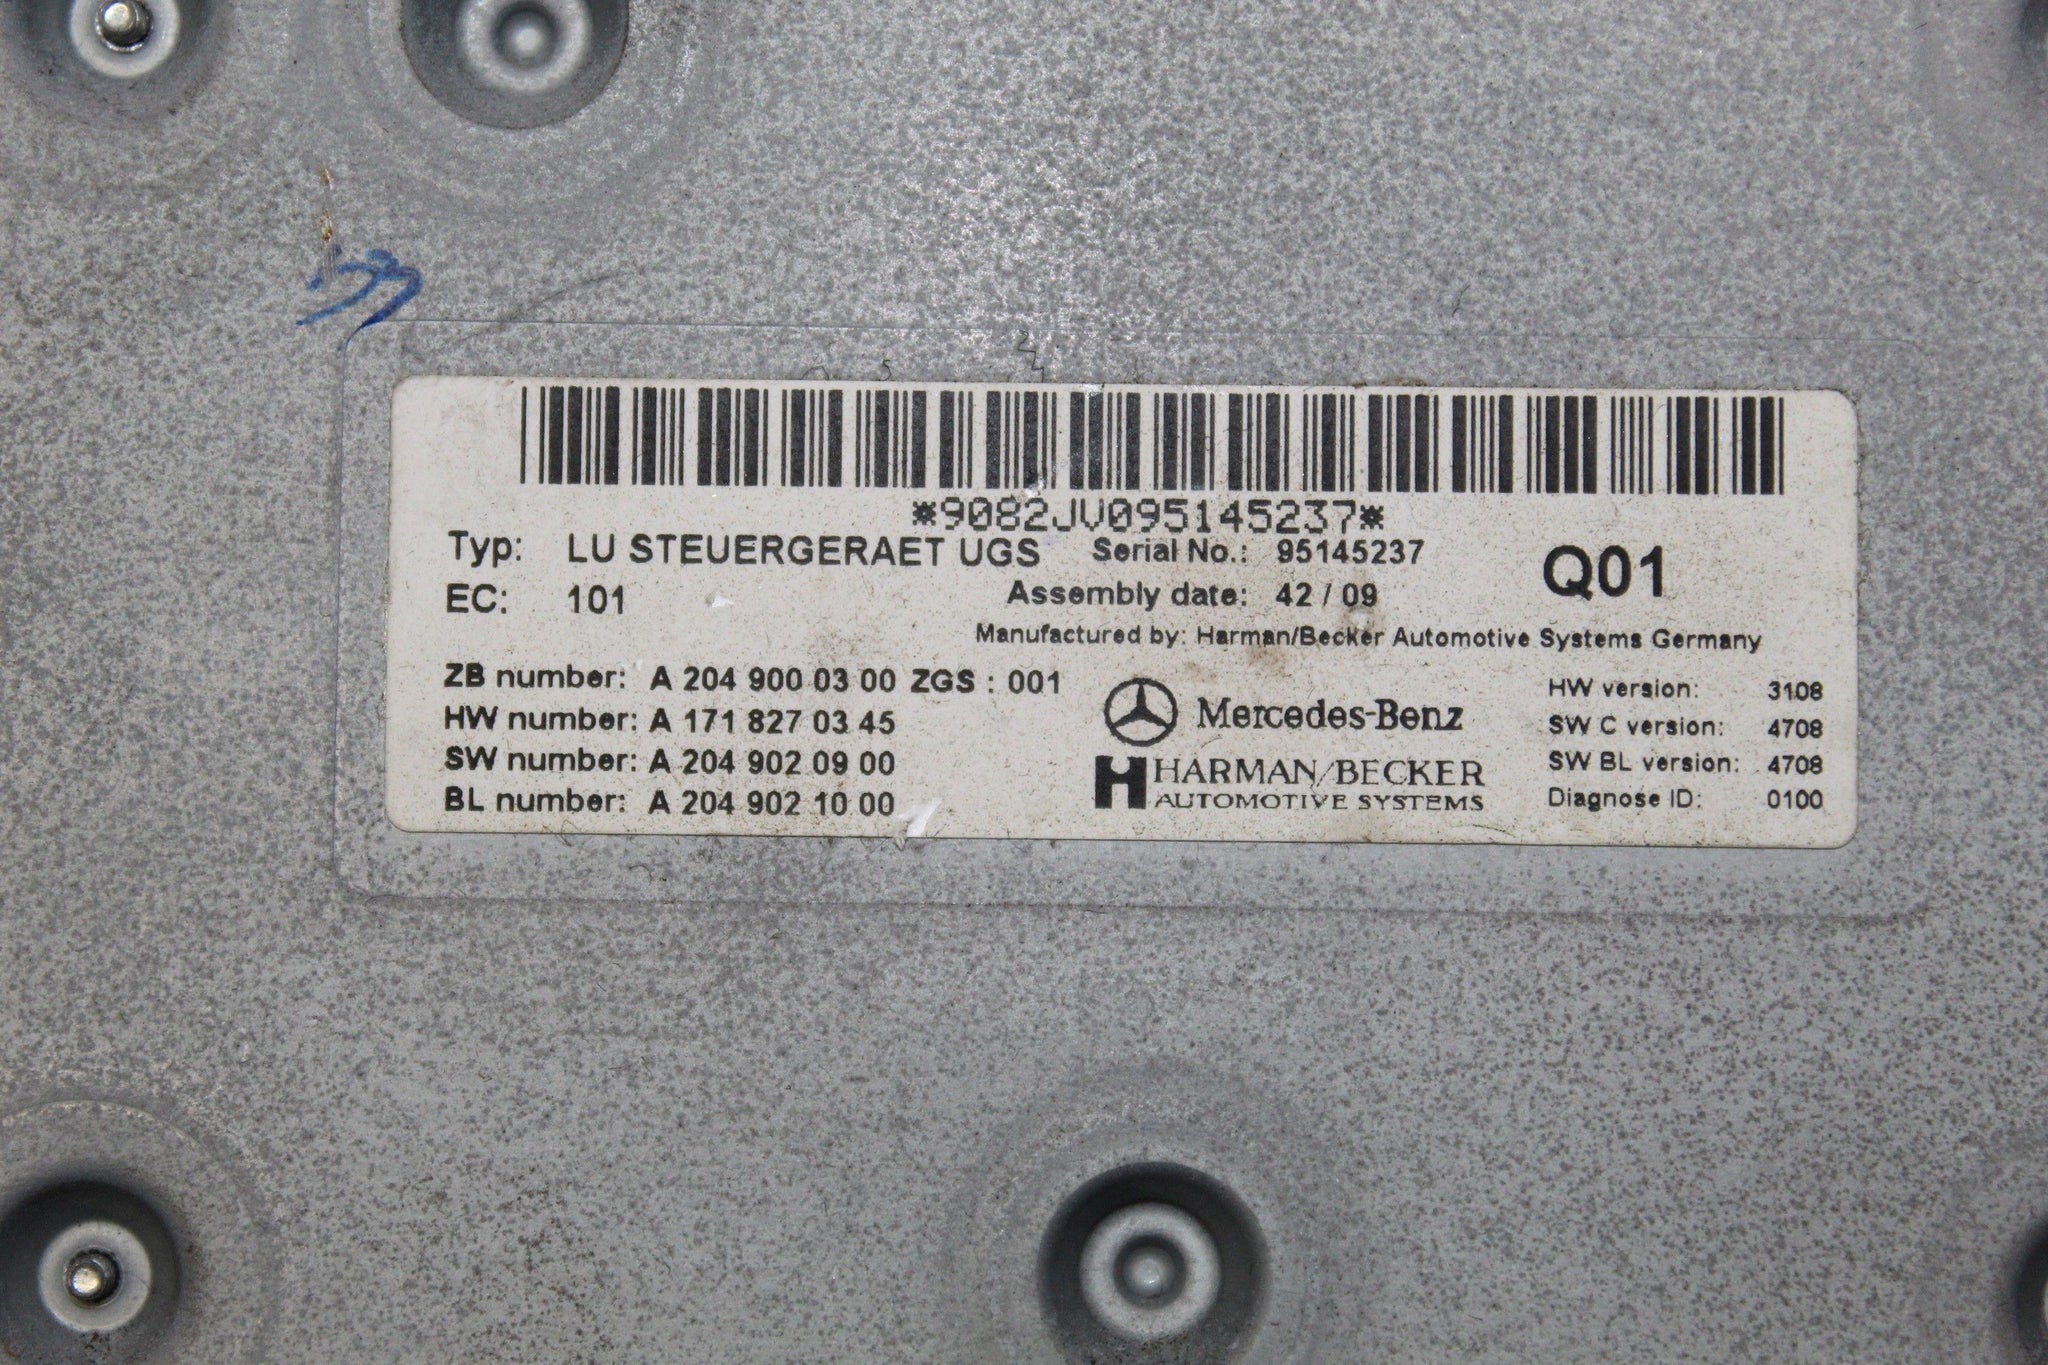 *9082JV095145237*
Typ: LU STEUERGERAET UGS Serial No.: 95145237 Q01
EC: 101 Assembly date: 42 / 09
Manufactured by: Harman/Becker Automotive Systems Germany
ZB number: A 204 900 03 00 ZGS : 001
HW number: A 171 827 03 45
SW number: A 204 902 09 00
BL number: A 204 902 10 00
Mercedes-Benz
HARMAN/BECKER
AUTOMOTIVE SYSTEMS
HW version: 3108
SW C version: 4708
SW BL version: 4708
Diagnose ID: 0100